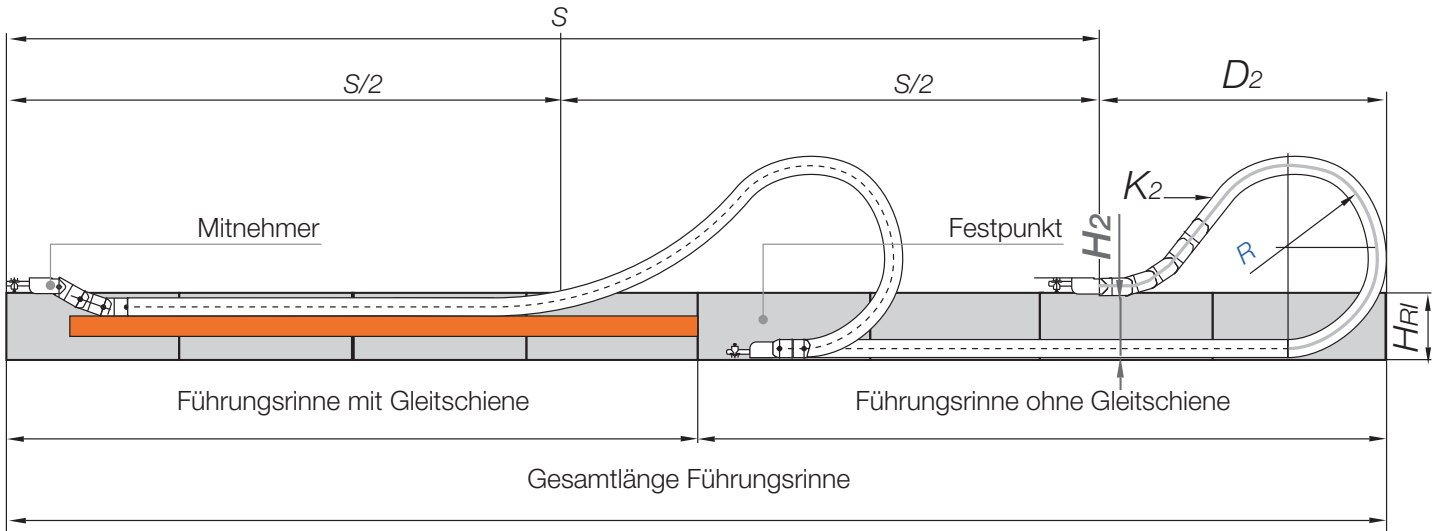 S
S/2
S/2
D2
K2
Mitnehmer
Festpunkt
H2
R
HRI
Führungsrinne mit Gleitschiene
Führungsrinne ohne Gleitschiene
Gesamtlänge Führungsrinne